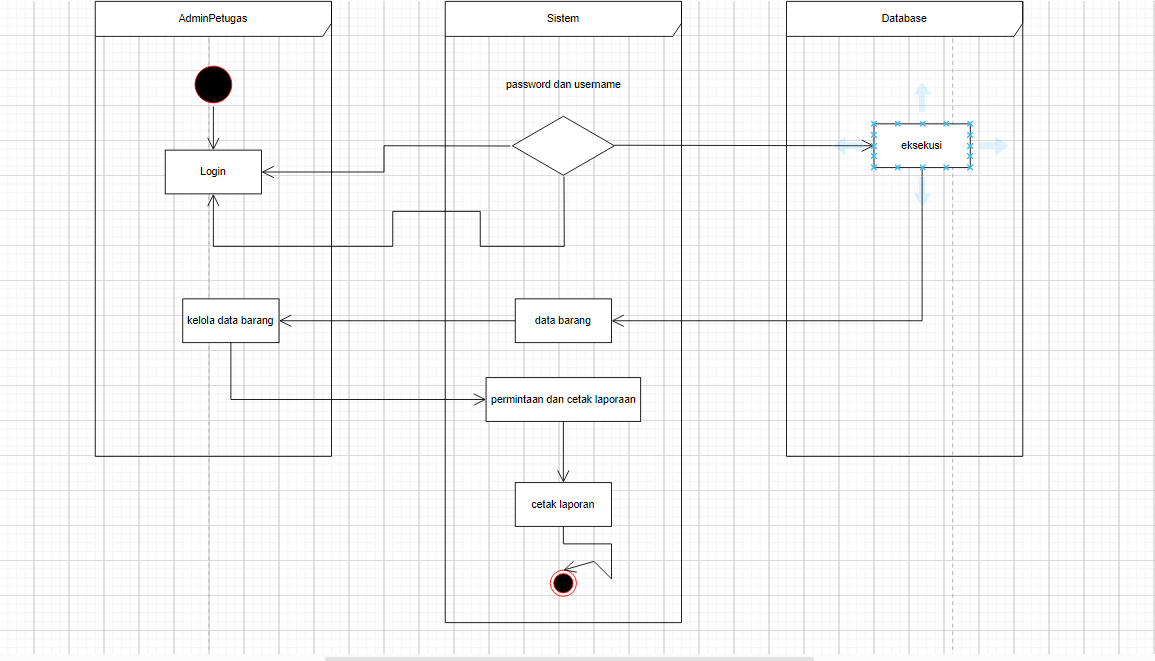 AdminPetugas
Sistem
Database
password dan username
eksekusi
Login
kelola data barang
data barang
permintaan dan cetak laporaan
cetak laporan